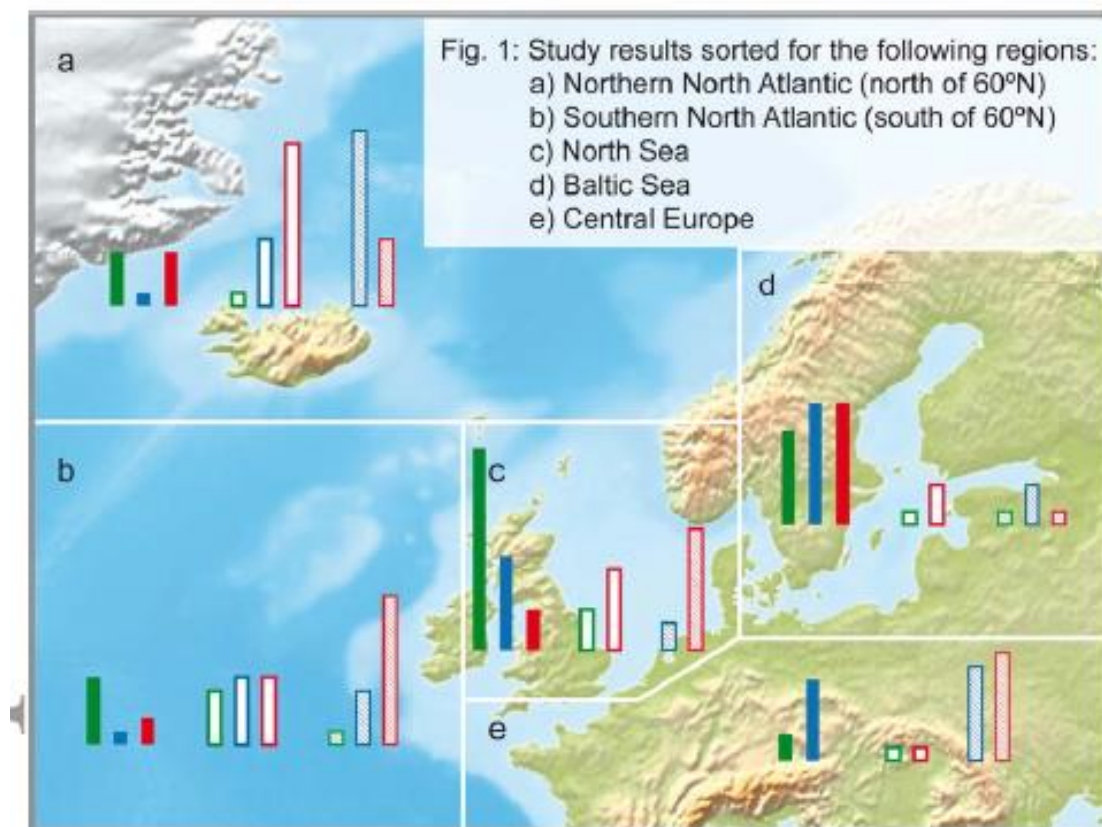 a
Fig. 1: Study results sorted for the following regions:
a) Northern North Atlantic (north of 60ºN)
b) Southern North Atlantic (south of 60ºN)
c) North Sea
d) Baltic Sea
e) Central Europe
d
b
c
e